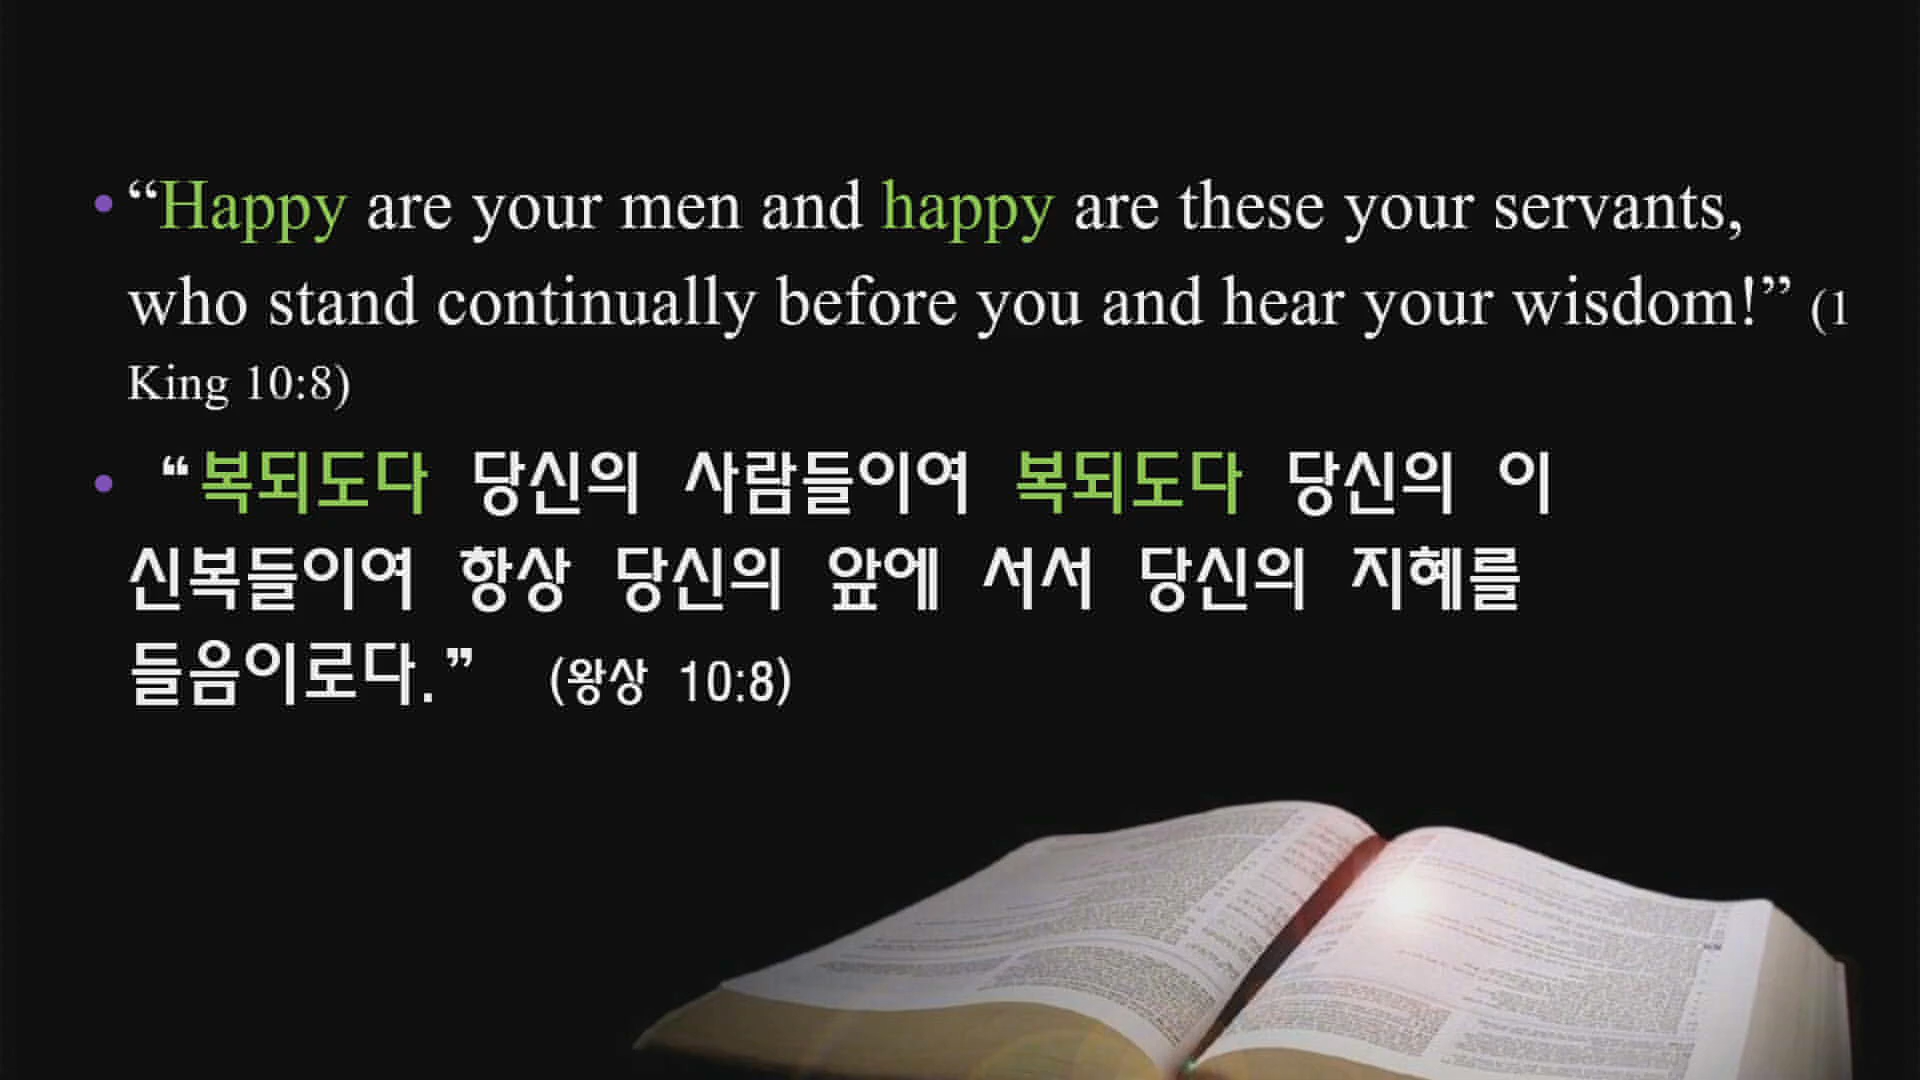 • “Happy are your men and happy are these your servants,
who stand continually before you and hear your wisdom!” (1
King 10:8)
• “복되도다 당신의 사람들이여 복되도다 당신의 이
신복들이여 항상 당신의 앞에 서서 당신의 지혜를
들음이로다.” (왕상 10:8)